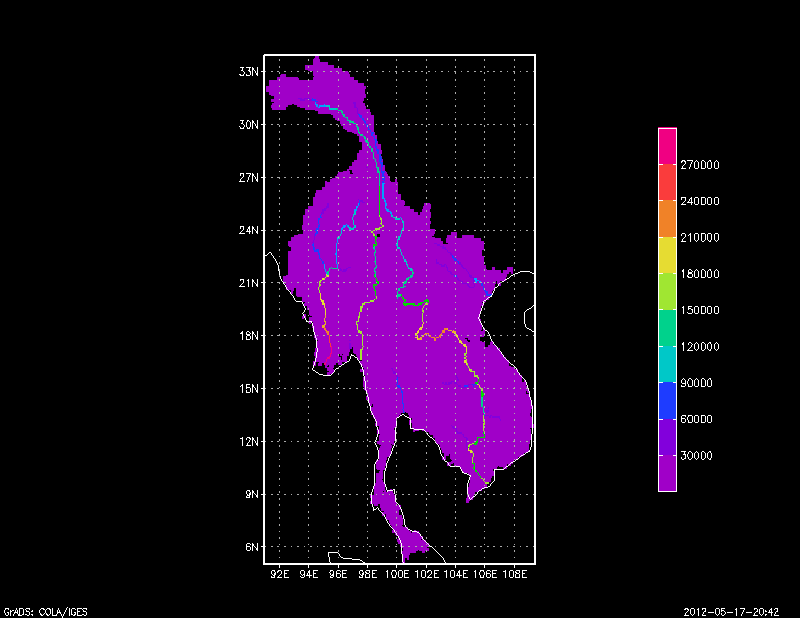 33N
30N
27N
24N
21N
18N
15N
12N
9N
6N
92E 94E 96E 98E 100E 102E 104E 106E 108E
270000
240000
210000
180000
150000
120000
90000
60000
30000
GrADS: COLA/IGES
2012-05-17-20:42